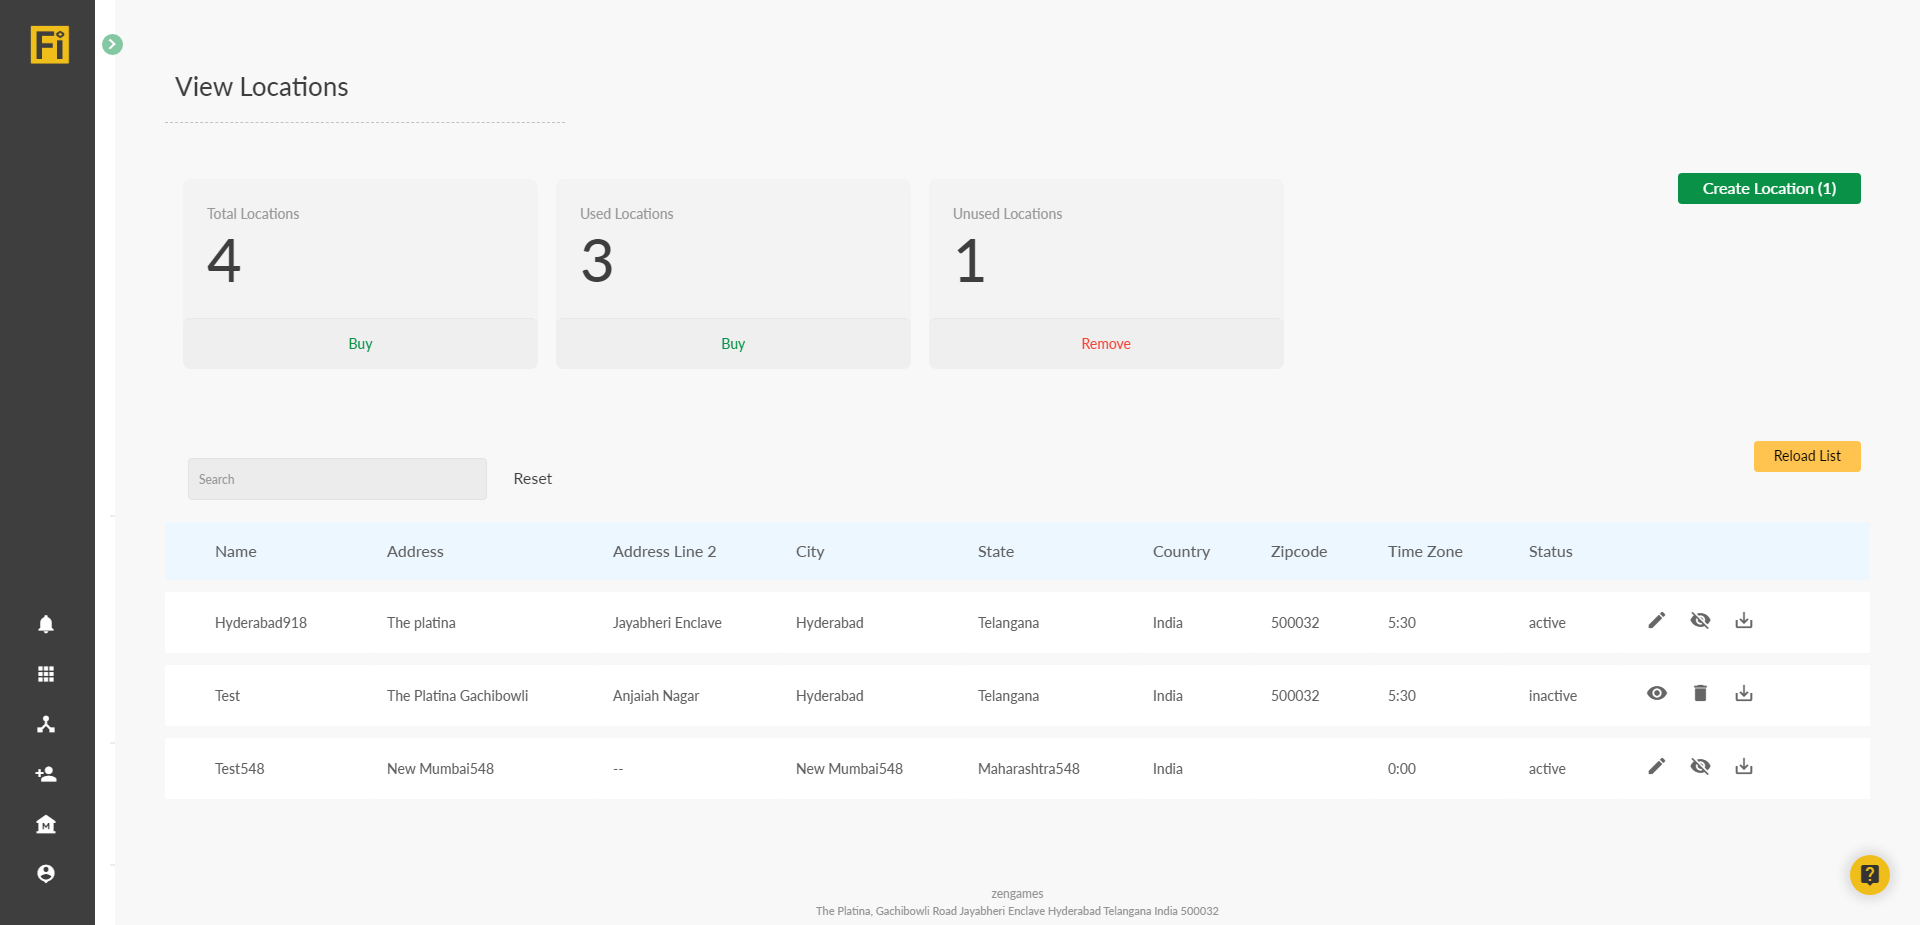 Fi
View Locations
Total Locations Used Locations Unused Locations Create Location (1)
4 3 1
Buy Buy Remove
Search Reset Reload List
Name Address Address Line 2 City State Country Zipcode Time Zone Status
Hyderabad918 The platina Jayabheri Enclave Hyderabad Telangana India 500032 5:30 active
Test The Platina Gachibowli Anjaiah Nagar Hyderabad Telangana India 500032 5:30 inactive
Test548 New Mumbai548 -- New Mumbai548 Maharashtra548 India 0:00 active
M
?
zengames
The Platina, Gachibowli Road Jayabheri Enclave Hyderabad Telangana India 500032